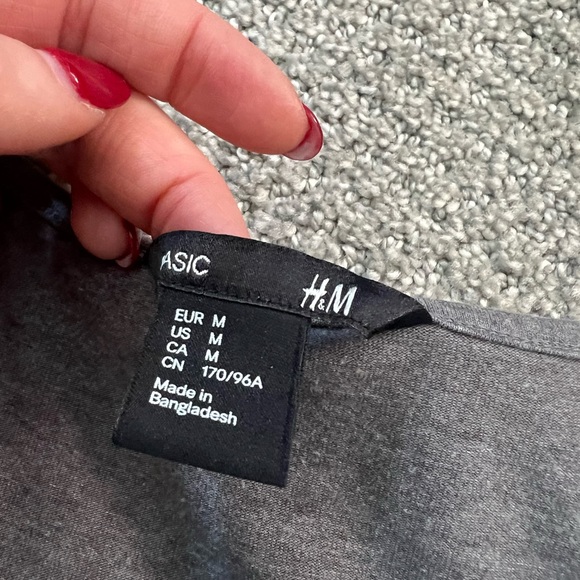 ASIC
H&M
EUR M
US M
CA M
CN 170/96A
Made in
Bangladesh